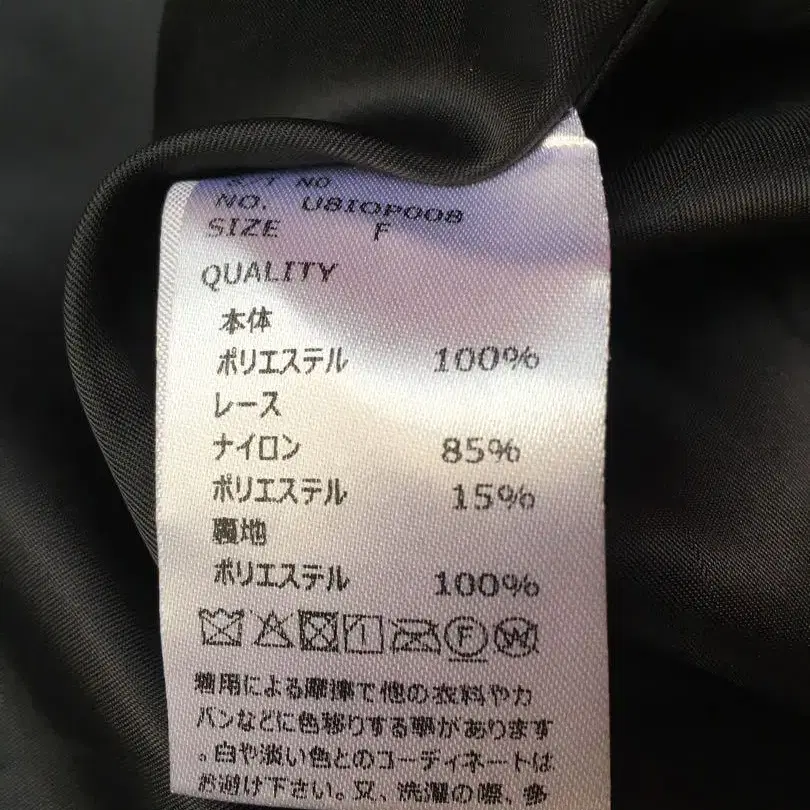 NO. U81OP008
SIZE F
QUALITY
本体
ポリエステル 100%
レース
ナイロン 85%
ポリエステル 15%
裏地
ポリエステル 100%
着用による摩擦で他の衣料やカ
バンなどに色移りする事があります
。白や淡い色とのコーディネートは
お避け下さい。又、洗濯の際、多